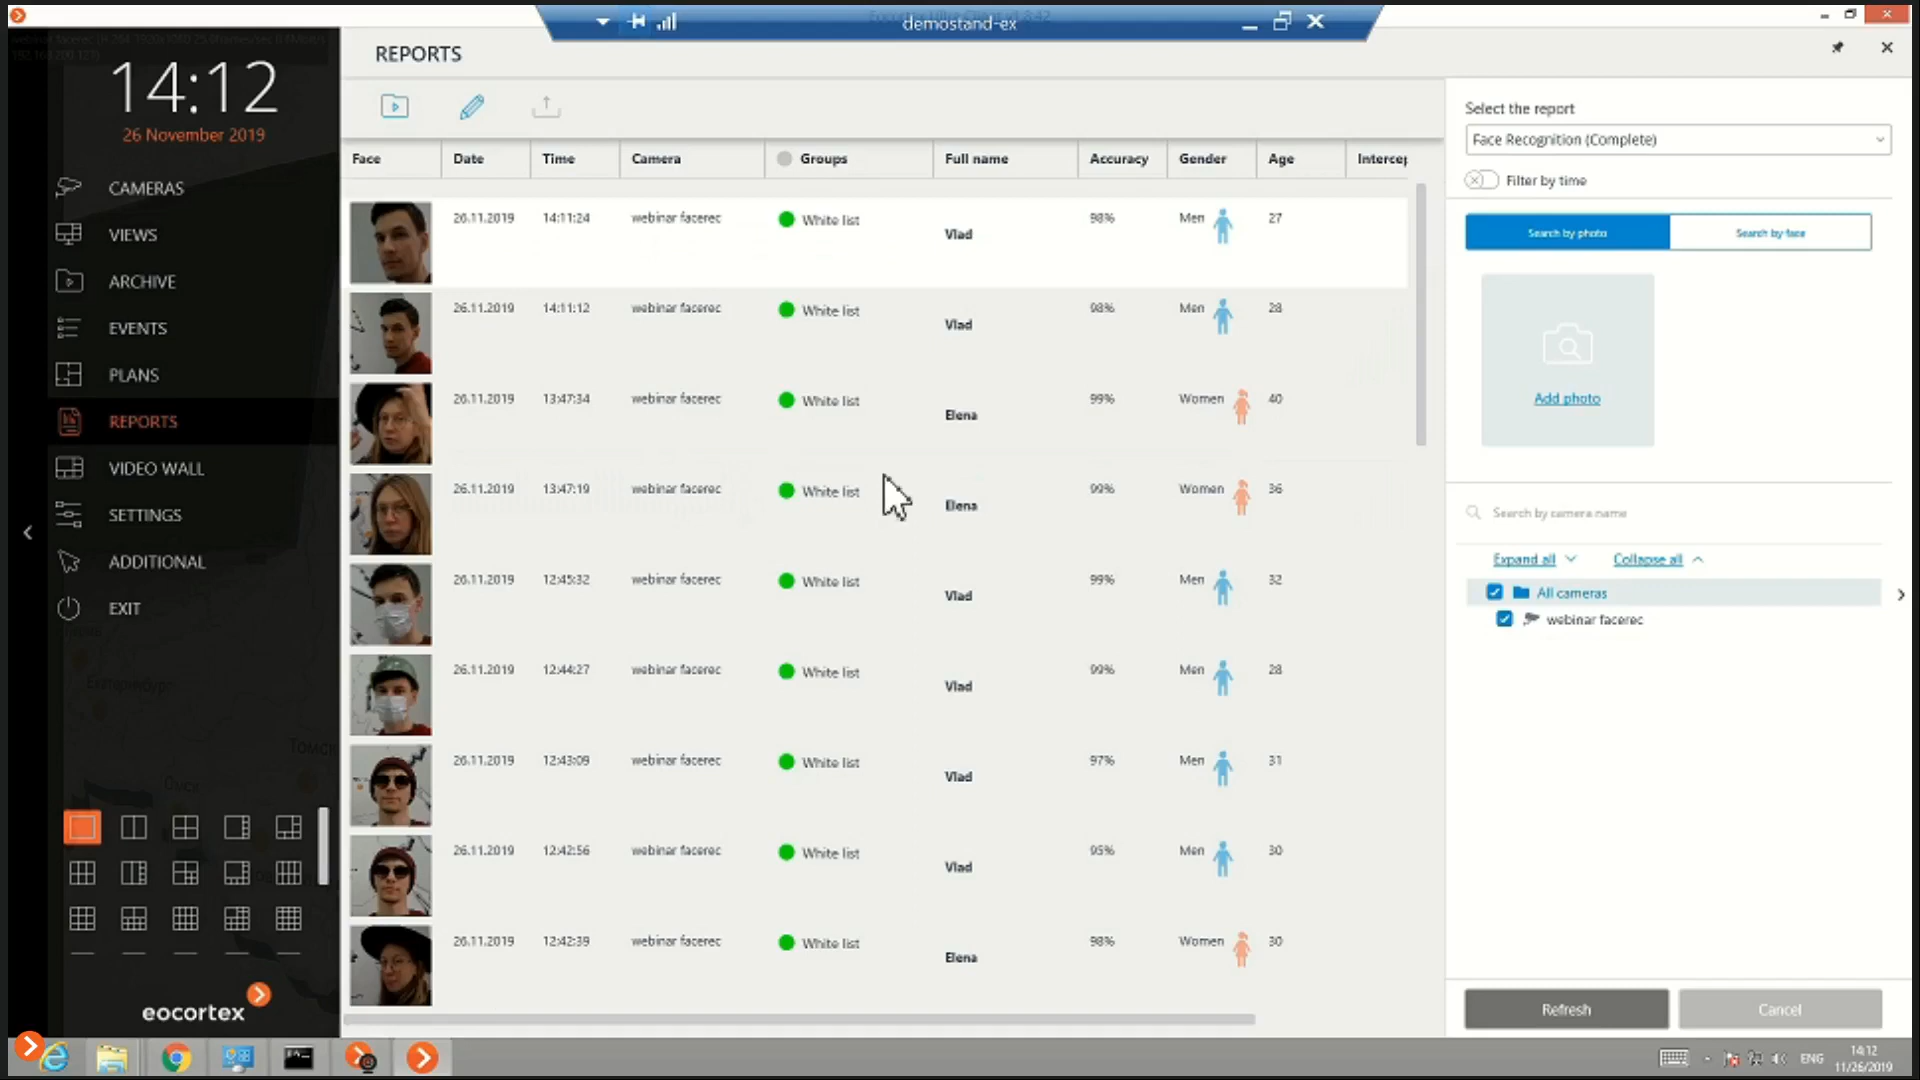 demostand-ex
14:12
26 November 2019
CAMERAS
VIEWS
ARCHIVE
EVENTS
PLANS
REPORTS
VIDEO WALL
SETTINGS
ADDITIONAL
EXIT
eocortex
REPORTS
Face Date Time Camera Groups Full name Accuracy Gender Age Intercep
26.11.2019 14:11:24 webinar facerec White list Vlad 98% Men 27
26.11.2019 14:11:12 webinar facerec White list Vlad 98% Men 28
26.11.2019 13:47:34 webinar facerec White list Elena 99% Women 40
26.11.2019 13:47:19 webinar facerec White list Elena 99% Women 36
26.11.2019 12:45:32 webinar facerec White list Vlad 99% Men 32
26.11.2019 12:44:27 webinar facerec White list Vlad 99% Men 28
26.11.2019 12:43:09 webinar facerec White list Vlad 97% Men 31
26.11.2019 12:42:56 webinar facerec White list Vlad 95% Men 30
26.11.2019 12:42:39 webinar facerec White list Elena 98% Women 30
Select the report
Face Recognition (Complete)
Filter by time
Search by photo Search by face
Add photo
Search by camera name
Expand all Collapse all
All cameras
webinar facerec
Refresh Cancel
ENG 14:12
11/26/2019